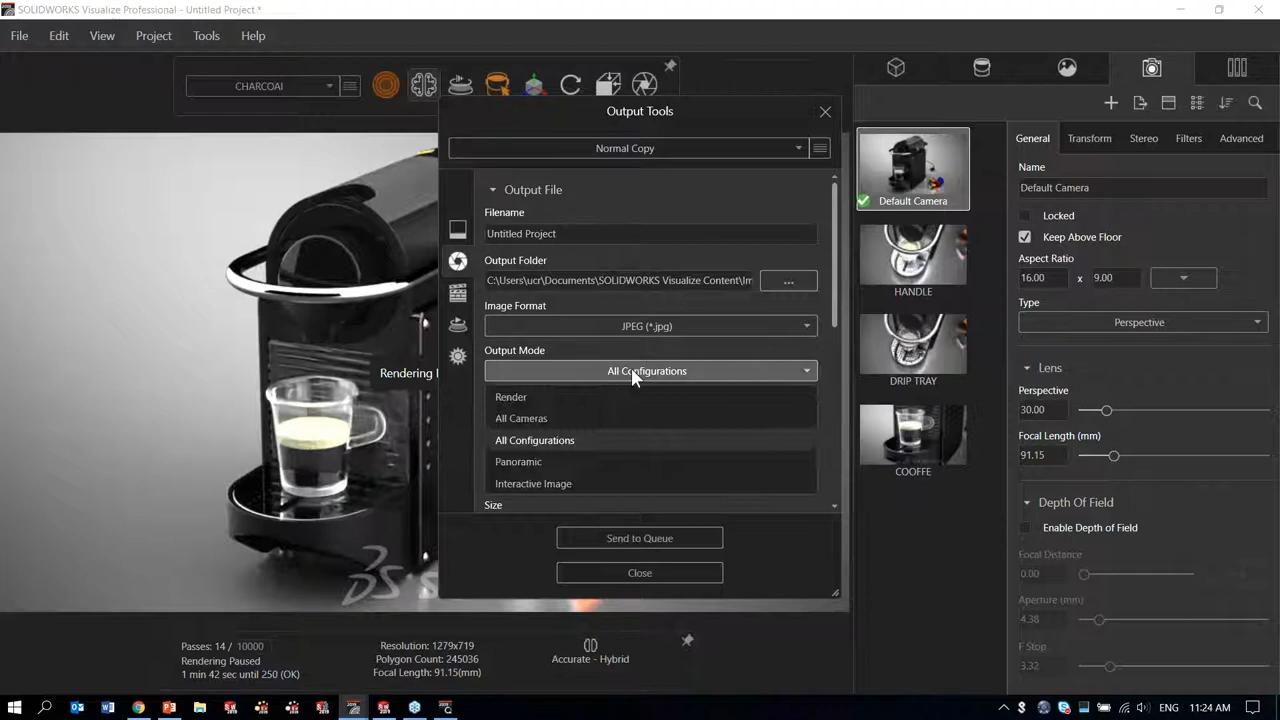 SOLIDWORKS Visualize Professional - Untitled Project *
File Edit View Project Tools Help
CHARCOAl
Output Tools
Normal Copy
Output File
Filename
Untitled Project
Output Folder
C:\Users\ucr\Documents\SOLIDWORKS Visualize Content\Im
...
Image Format
JPEG (*.jpg)
Output Mode
All Configurations
Render
All Cameras
All Configurations
Panoramic
Interactive Image
Size
Send to Queue
Close
Rendering
Default Camera
HANDLE
DRIP TRAY
COOFFE
General Transform Stereo Filters Advanced
Name
Default Camera
Locked
Keep Above Floor
Aspect Ratio
16.00 x 9.00
Type
Perspective
Lens
Perspective
30.00
Focal Length (mm)
91.15
Depth Of Field
Enable Depth of Field
Focal Distance
0.00
Aperture (mm)
4.38
F Stop
3.32
Passes: 14 / 10000
Rendering Paused
1 min 42 sec until 250 (OK)
Resolution: 1279x719
Polygon Count: 245036
Focal Length: 91.15(mm)
Accurate - Hybrid
ENG 11:24 AM